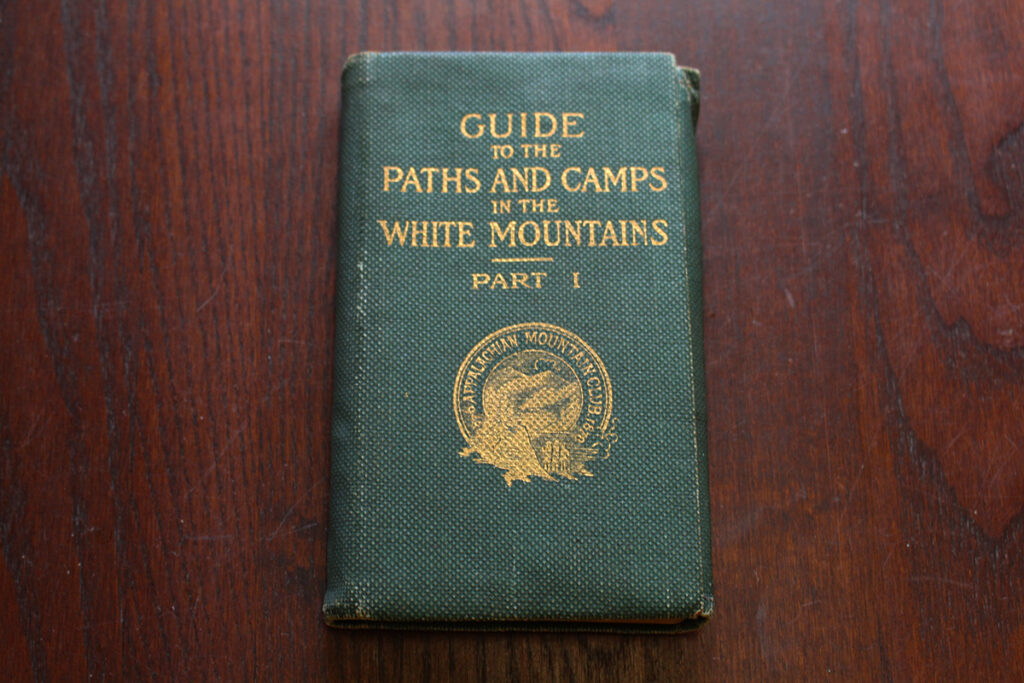 GUIDE
TO THE
PATHS AND CAMPS
IN THE
WHITE MOUNTAINS
PART I
APPALACHIAN MOUNTAIN CLUB